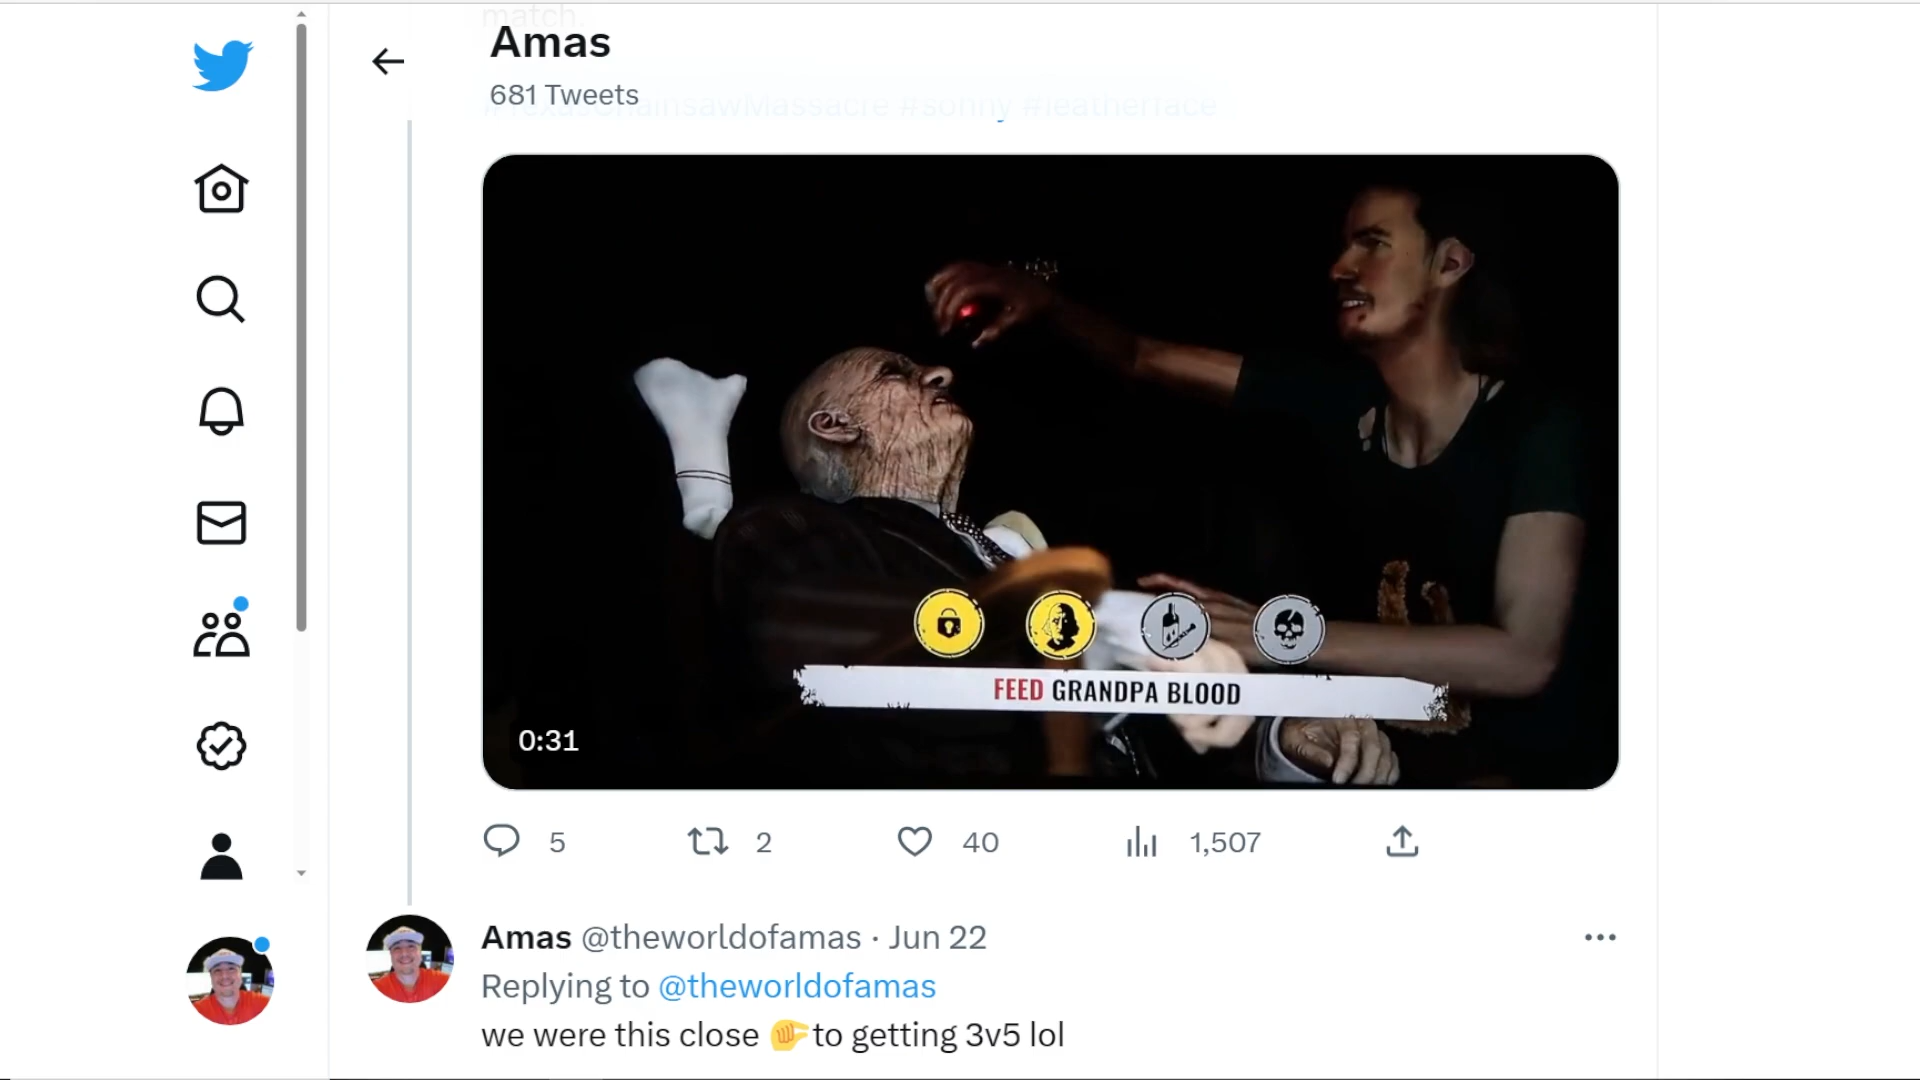 match.
Amas
681 Tweets
#TexasChainsawMassacre #sonny #leatherface
FEED GRANDPA BLOOD
0:31
5
2
40
1,507
Amas @theworldofamas · Jun 22
Replying to @theworldofamas
we were this close 🫴to getting 3v5 lol